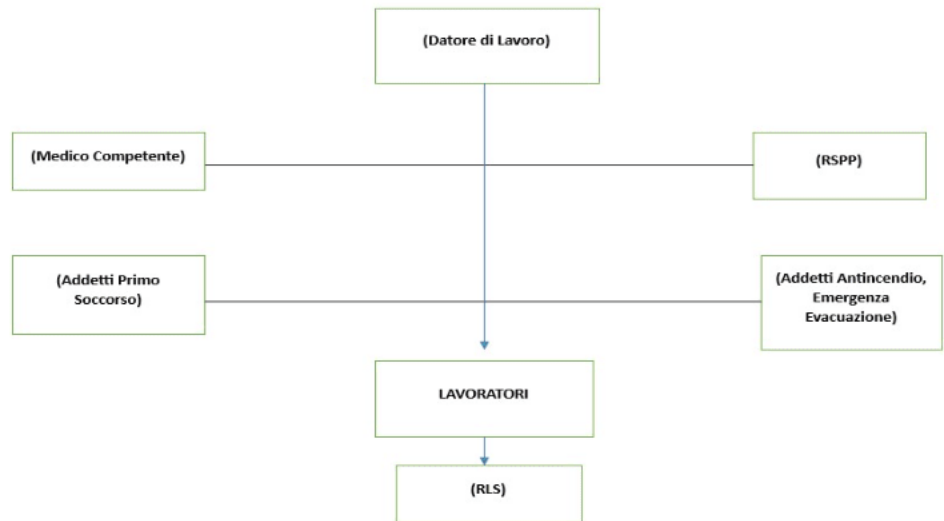 (Datore di Lavoro)
(Medico Competente)
(RSPP)
(Addetti Primo
Soccorso)
(Addetti Antincendio,
Emergenza
Evacuazione)
LAVORATORI
(RLS)